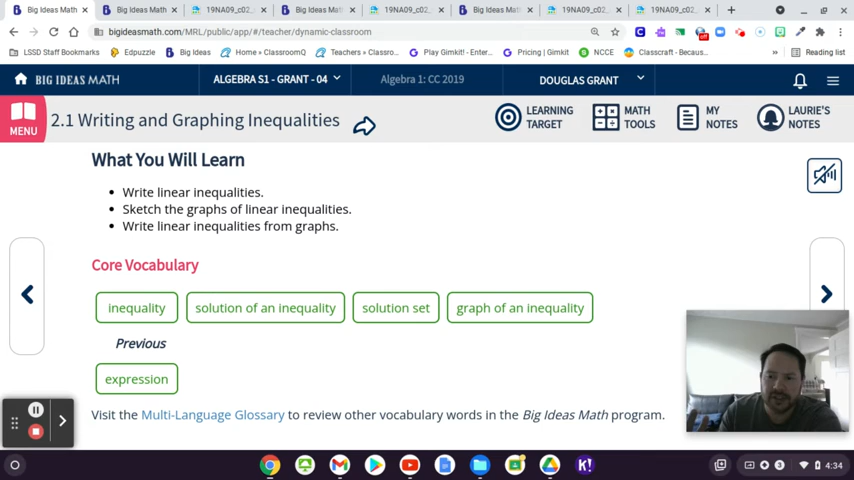 Big Ideas Math
Big Ideas Math
19NA09_c02_
Big Ideas Math
19NA09_c02_
Big Ideas Math
19NA09_c02_
19NA09_c02_
bigideasmath.com/MRL/public/app/#/teacher/dynamic-classroom
LSSD Staff Bookmarks
Edpuzzle
Big Ideas
Home » ClassroomQ
Teachers » Classro...
Play Gimkit! - Enter...
Pricing | Gimkit
NCCE
Classcraft - Becaus...
»
Reading list
BIG IDEAS MATH
ALGEBRA S1 - GRANT - 04
Algebra 1: CC 2019
DOUGLAS GRANT
MENU
2.1 Writing and Graphing Inequalities
LEARNING TARGET
MATH TOOLS
MY NOTES
LAURIE'S NOTES
What You Will Learn
• Write linear inequalities.
• Sketch the graphs of linear inequalities.
• Write linear inequalities from graphs.
Core Vocabulary
inequality
solution of an inequality
solution set
graph of an inequality
Previous
expression
Visit the Multi-Language Glossary to review other vocabulary words in the Big Ideas Math program.
K!
3
4:34